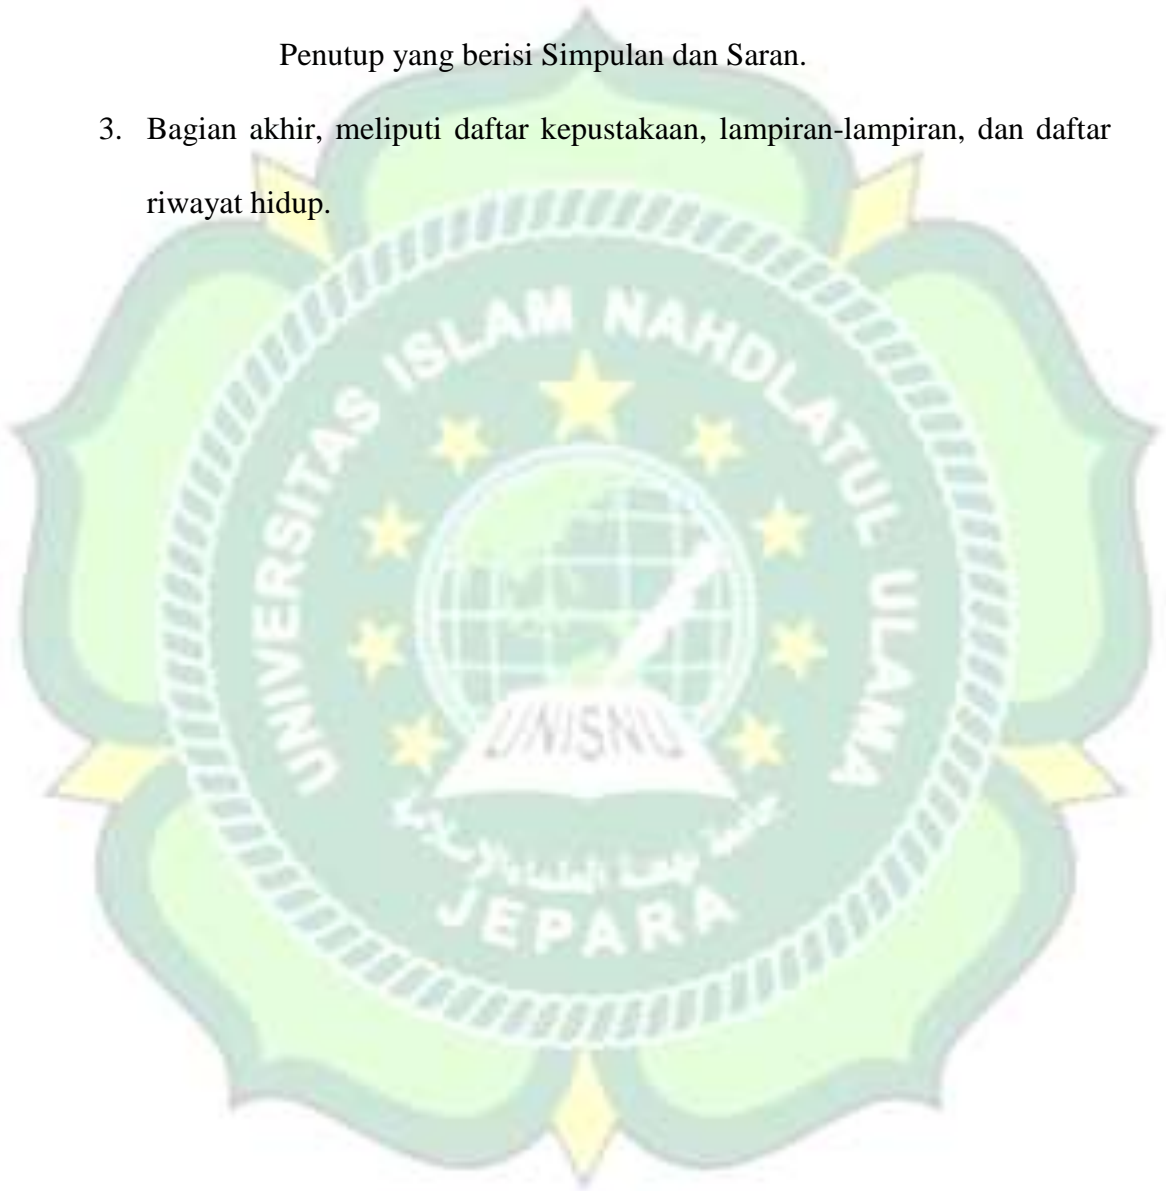 Penutup yang berisi Simpulan dan Saran.
3. Bagian akhir, meliputi daftar kepustakaan, lampiran-lampiran, dan daftar
riwayat hidup.
UNIVERSITAS ISLAM NAHDLATUL ULAMA
UNISNU
JEPARA